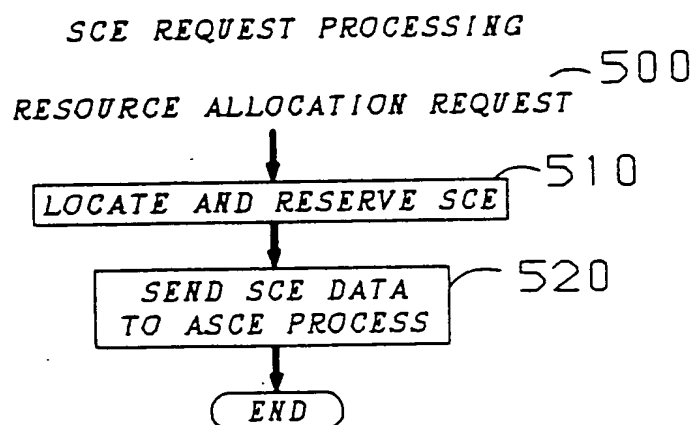 SCE REQUEST PROCESSING
500
RESOURCE ALLOCATION REQUEST
510
LOCATE AND RESERVE SCE
520
SEND SCE DATA
TO ASCE PROCESS
END